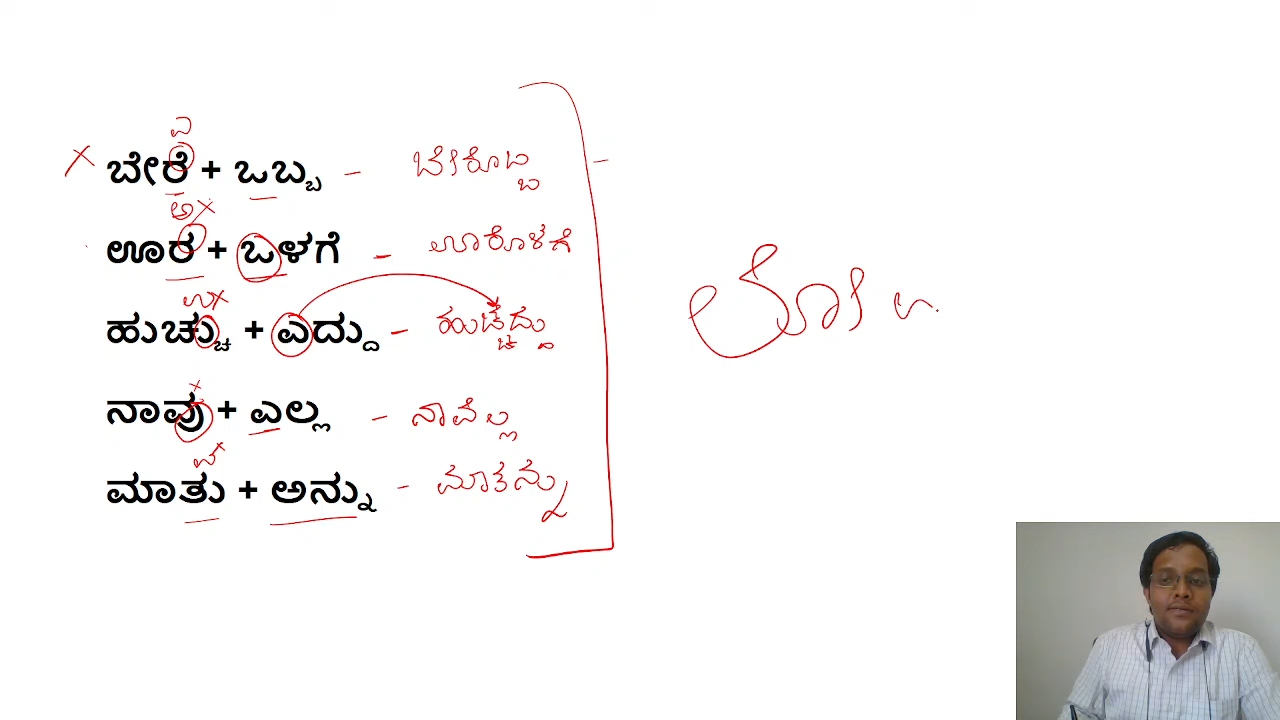 ಎ
ಬೇರೆ + ಒಬ್ಬ - ಬೇರೊಬ್ಬ
ಅ
ಊರ + ಒಳಗೆ - ಊರೊಳಗೆ
ಉ
ಹುಚ್ಚು + ಎದ್ದು - ಹುಚ್ಚೆದ್ದು
ನಾವು + ಎಲ್ಲ - ನಾವೆಲ್ಲ
ಉ
ಮಾತು + ಅನ್ನು - ಮಾತನ್ನು
ಲೋ